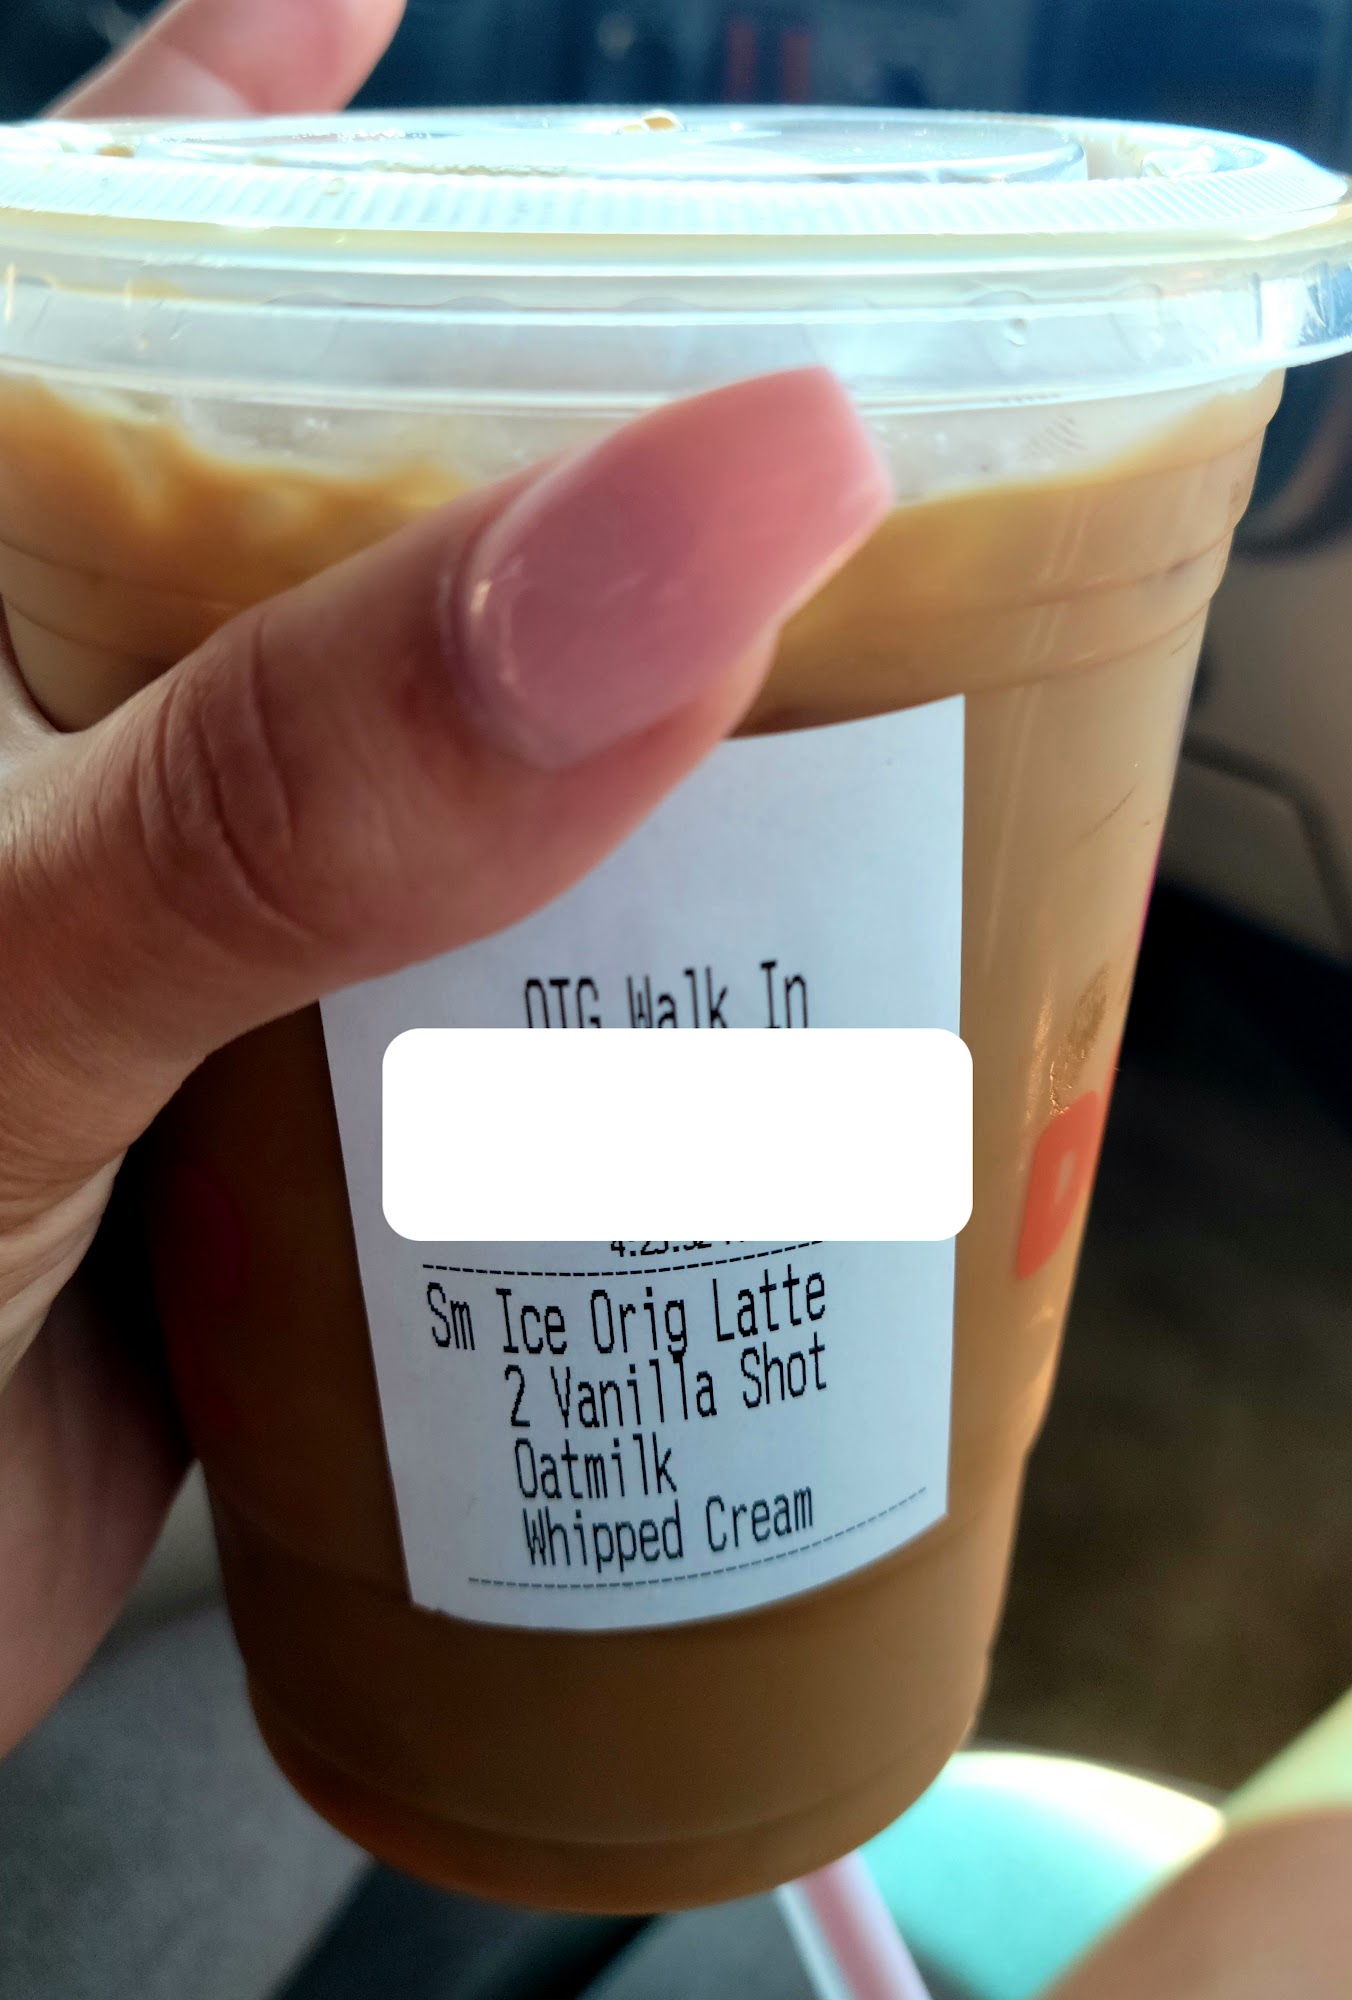 OTG Walk In
Sm Ice Orig Latte
2 Vanilla Shot
Oatmilk
Whipped Cream
D